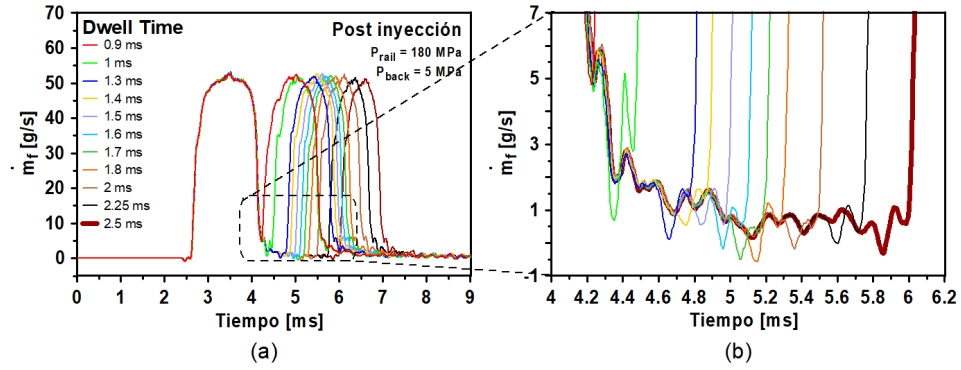 Dwell Time
0.9 ms
1 ms
1.3 ms
1.4 ms
1.5 ms
1.6 ms
1.7 ms
1.8 ms
2 ms
2.25 ms
2.5 ms
Post inyección
P_rail = 180 MPa
P_back = 5 MPa
ṁ_f [g/s]
70
60
50
40
30
20
10
0
0 1 2 3 4 5 6 7 8 9
Tiempo [ms]
(a)
ṁ_f [g/s]
7
5
3
1
-1
4 4.2 4.4 4.6 4.8 5 5.2 5.4 5.6 5.8 6 6.2
Tiempo [ms]
(b)